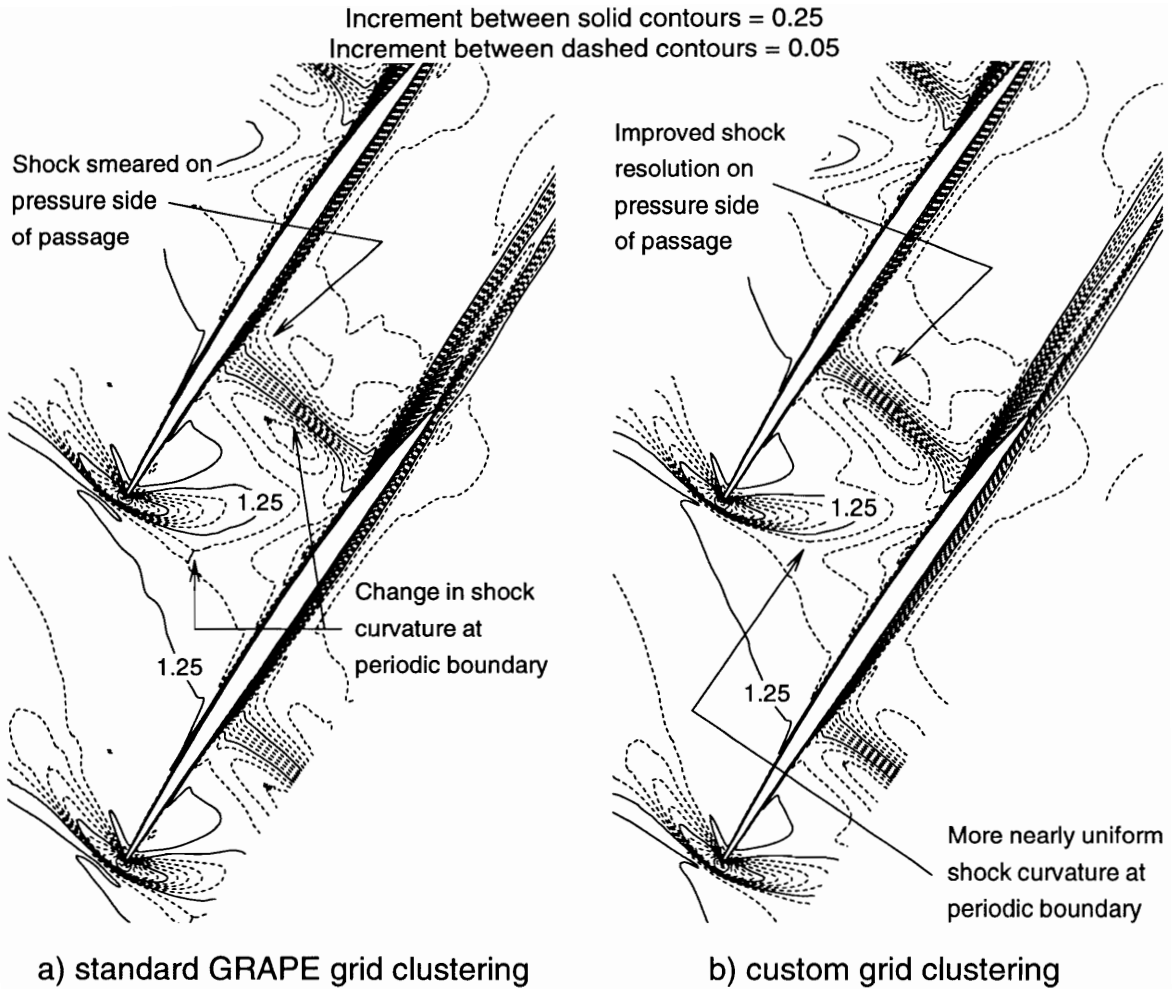 Increment between solid contours = 0.25
Increment between dashed contours = 0.05
Shock smeared on
pressure side
of passage
1.25
1.25
Change in shock
curvature at
periodic boundary
a) standard GRAPE grid clustering
Improved shock
resolution on
pressure side
of passage
1.25
1.25
More nearly uniform
shock curvature at
periodic boundary
b) custom grid clustering